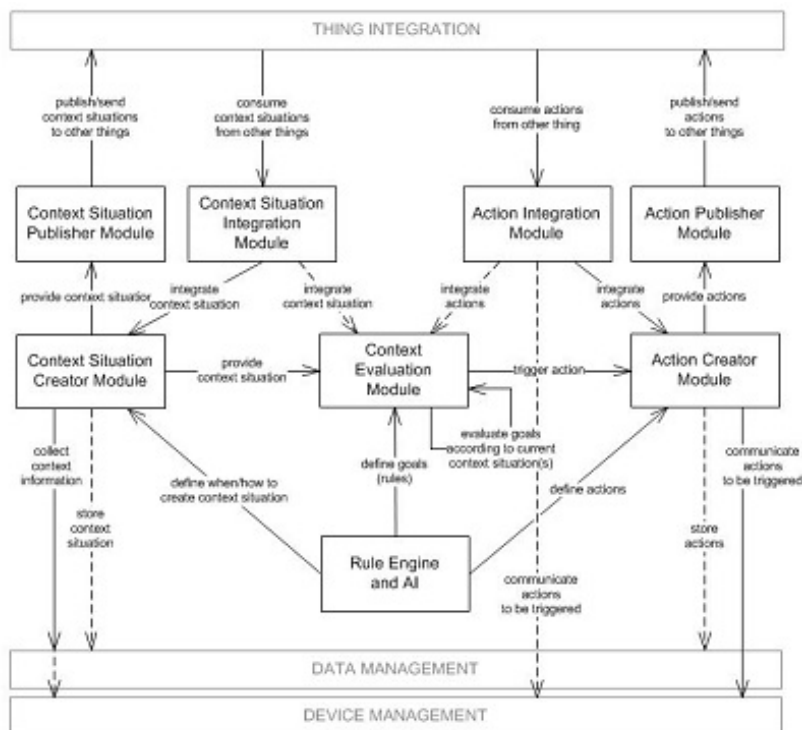 THING INTEGRATION
publish/send
context situations
to other things
consume
context situations
from other things
consume actions
from other thing
publish/send
actions
to other things
Context Situation
Publisher Module
Context Situation
Integration
Module
Action Integration
Module
Action Publisher
Module
provide context situation
integrate
context situation
integrate
context situation
integrate
actions
integrate
actions
provide actions
Context Situation
Creator Module
provide
context situation
Context
Evaluation
Module
trigger action
Action Creator
Module
collect
context
information
define when/how to
create context situation
define goals
(rules)
evaluate goals
according to current
context situation(s)
define actions
communicate
actions
to be triggered
store
context
situation
Rule Engine
and AI
communicate
actions
to be triggered
store
actions
DATA MANAGEMENT
DEVICE MANAGEMENT